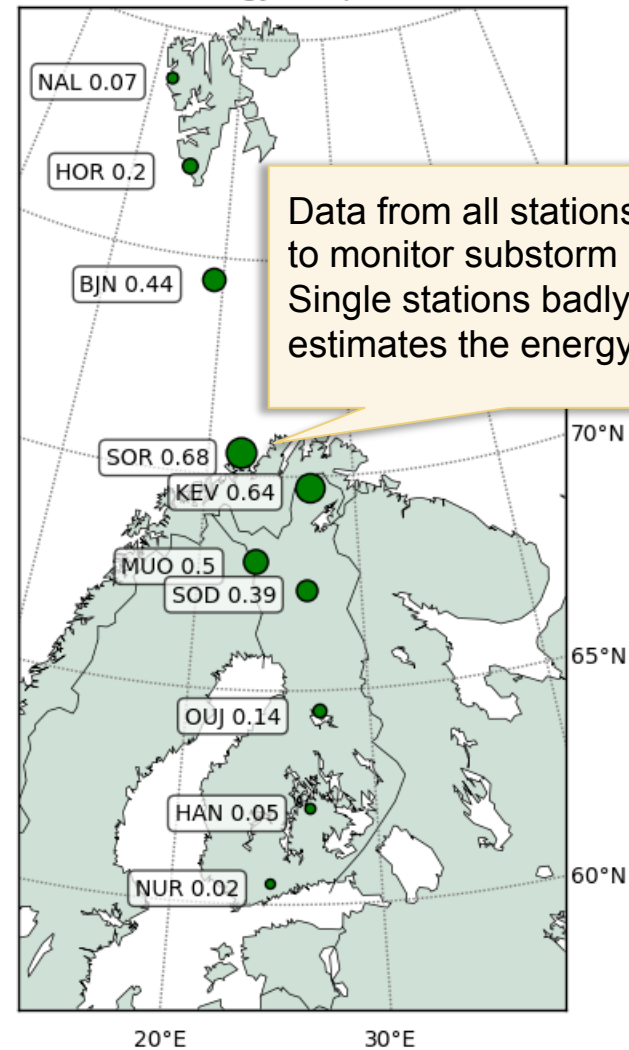 NAL 0.07
HOR 0.2
Data from all stations
to monitor substorm
Single stations badly
estimates the energy
BJN 0.44
70°N
SOR 0.68
KEV 0.64
MUO 0.5
SOD 0.39
65°N
OUJ 0.14
HAN 0.05
60°N
NUR 0.02
20°E 30°E